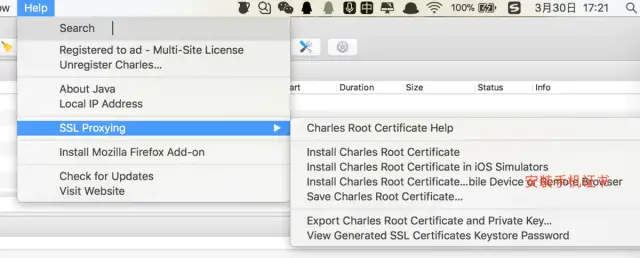 ow Help 100% 3月30日 17:21
Search
Registered to ad - Multi-Site License
Unregister Charles...
About Java
Local IP Address
art Duration Size Status Info
SSL Proxying
Charles Root Certificate Help
Install Mozilla Firefox Add-on
Install Charles Root Certificate
Install Charles Root Certificate in iOS Simulators
Check for Updates
Install Charles Root Certificate...bile Device or Remote Browser
安装手机证书
Visit Website
Save Charles Root Certificate...
Export Charles Root Certificate and Private Key...
View Generated SSL Certificates Keystore Password